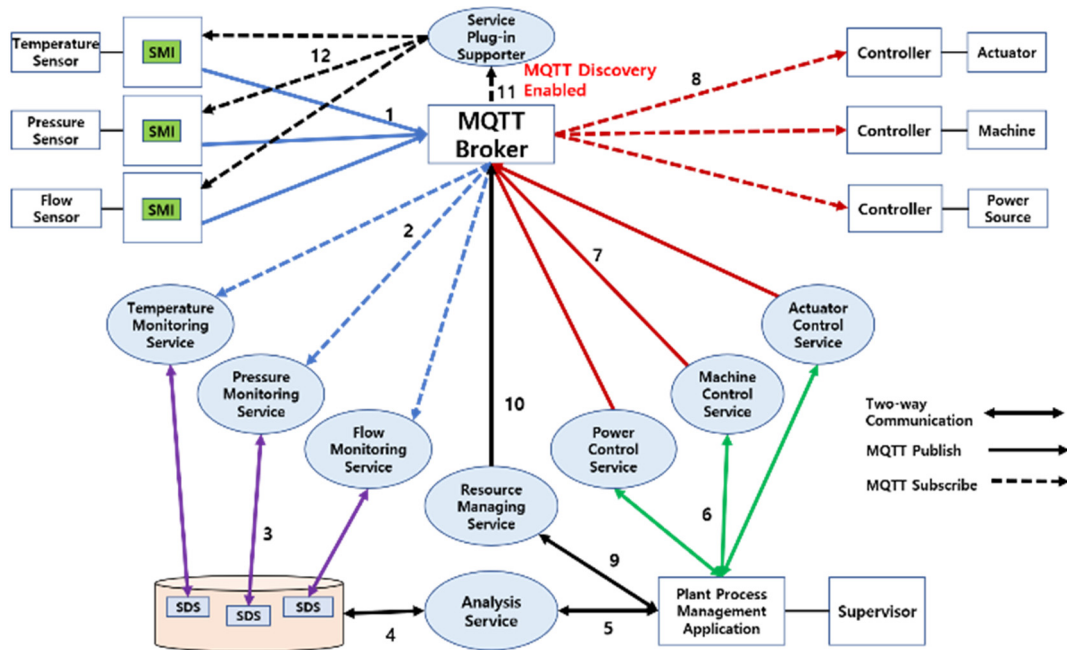 Temperature
Sensor
SMI
12
Service
Plug-in
Supporter
MQTT Discovery
Enabled
11
8
Controller
Actuator
Pressure
Sensor
SMI
1
MQTT
Broker
Controller
Machine
Flow
Sensor
SMI
Controller
Power
Source
2
7
Temperature
Monitoring
Service
Actuator
Control
Service
Pressure
Monitoring
Service
Machine
Control
Service
10
Flow
Monitoring
Service
Power
Control
Service
Two-way
Communication
MQTT Publish
MQTT Subscribe
Resource
Managing
Service
6
3
9
SDS
SDS
SDS
4
Analysis
Service
5
Plant Process
Management
Application
Supervisor